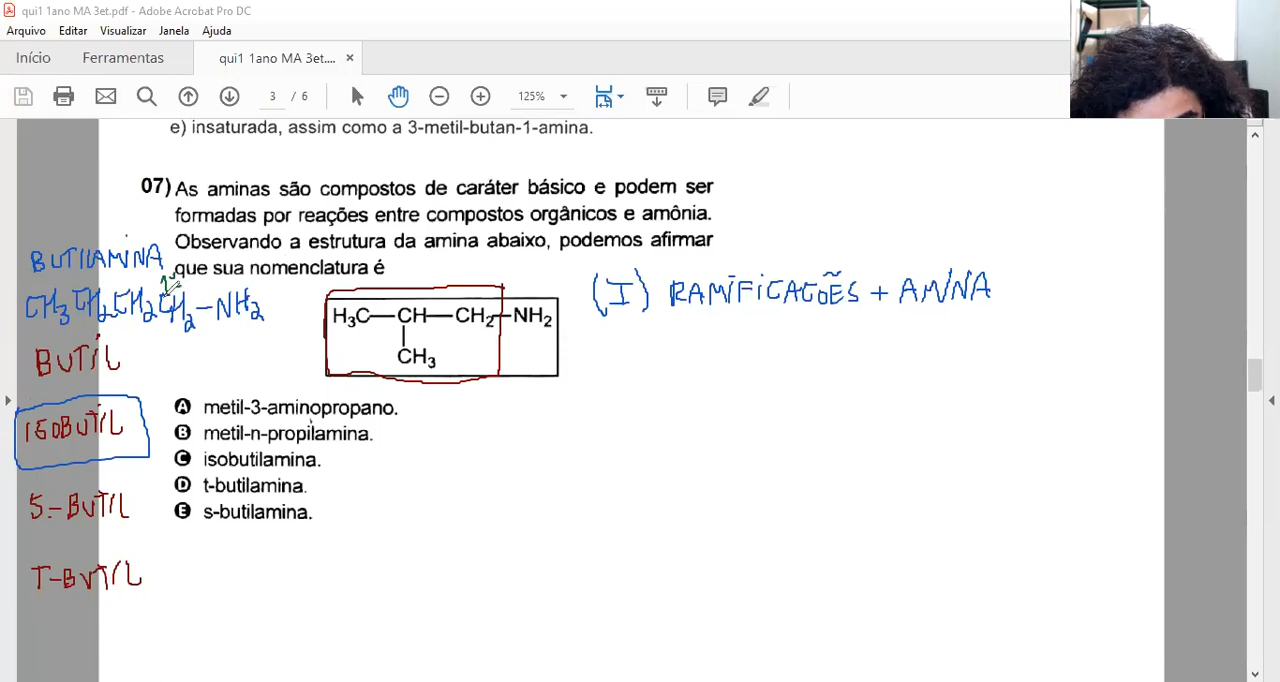 qui1 1ano MA 3et.pdf - Adobe Acrobat Pro DC
Arquivo Editar Visualizar Janela Ajuda
Início Ferramentas qui1 1ano MA 3et.... ×
3 / 6 125%
e) insaturada, assim como a 3-metil-butan-1-amina.
07) As aminas são compostos de caráter básico e podem ser
formadas por reações entre compostos orgânicos e amônia.
Observando a estrutura da amina abaixo, podemos afirmar
que sua nomenclatura é
BUTILAMINA
CH3CH2CH2CH2-NH2
(I) RAMIFICAÇÕES + AMINA
H3C—CH—CH2—NH2
CH3
BUTIL
ISOBUTIL
S-BUTIL
T-BUTIL
A metil-3-aminopropano.
B metil-n-propilamina.
C isobutilamina.
D t-butilamina.
E s-butilamina.